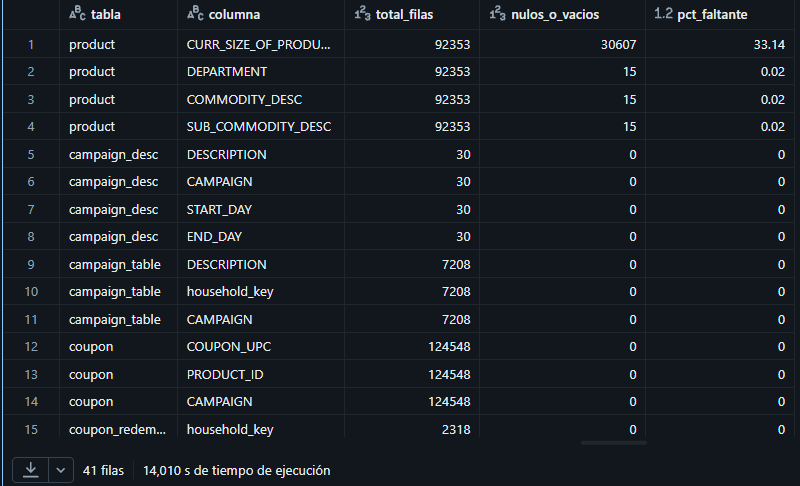 tabla columna total_filas nulos_o_vacios pct_faltante
1 product CURR_SIZE_OF_PRODU... 92353 30607 33.14
2 product DEPARTMENT 92353 15 0.02
3 product COMMODITY_DESC 92353 15 0.02
4 product SUB_COMMODITY_DESC 92353 15 0.02
5 campaign_desc DESCRIPTION 30 0 0
6 campaign_desc CAMPAIGN 30 0 0
7 campaign_desc START_DAY 30 0 0
8 campaign_desc END_DAY 30 0 0
9 campaign_table DESCRIPTION 7208 0 0
10 campaign_table household_key 7208 0 0
11 campaign_table CAMPAIGN 7208 0 0
12 coupon COUPON_UPC 124548 0 0
13 coupon PRODUCT_ID 124548 0 0
14 coupon CAMPAIGN 124548 0 0
15 coupon_redem... household_key 2318 0 0
41 filas 14,010 s de tiempo de ejecución